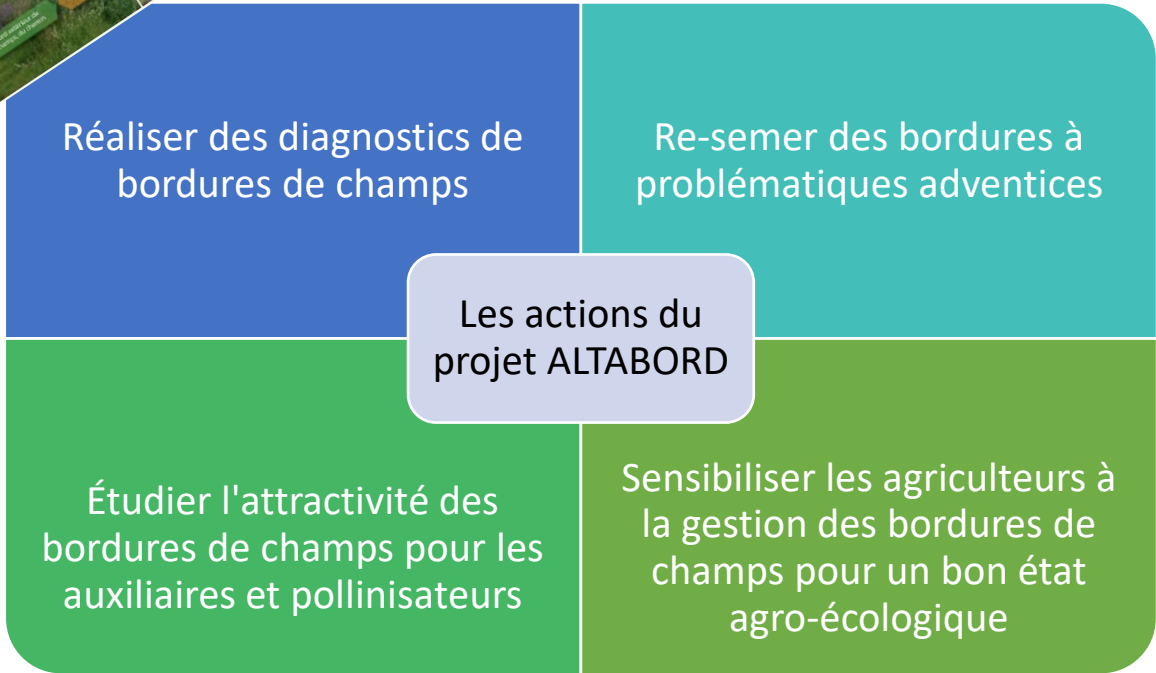 Réaliser des diagnostics de
bordures de champs
Re-semer des bordures à
problématiques adventices
Les actions du
projet ALTABORD
Étudier l'attractivité des
bordures de champs pour les
auxiliaires et pollinisateurs
Sensibiliser les agriculteurs à
la gestion des bordures de
champs pour un bon état
agro-écologique